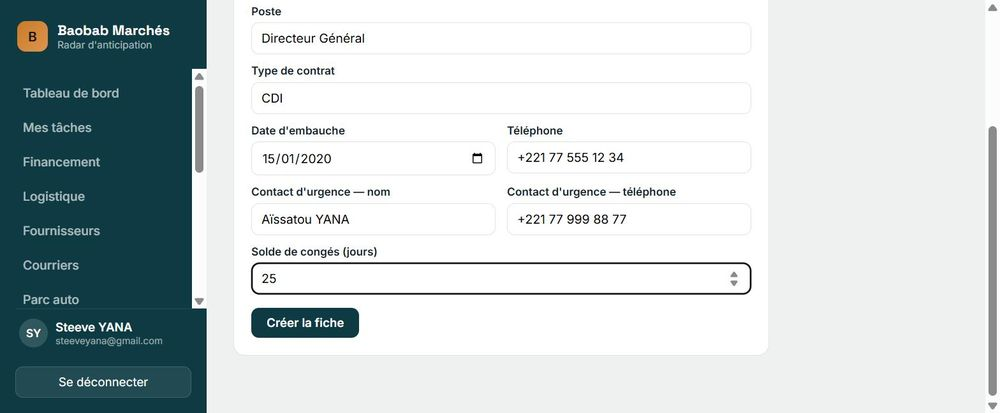 B
Baobab Marchés
Radar d'anticipation
Tableau de bord
Mes tâches
Financement
Logistique
Fournisseurs
Courriers
Parc auto
SY
Steeve YANA
steeveyana@gmail.com
Se déconnecter
Poste
Directeur Général
Type de contrat
CDI
Date d'embauche
Téléphone
15/01/2020
+221 77 555 12 34
Contact d'urgence — nom
Contact d'urgence — téléphone
Aïssatou YANA
+221 77 999 88 77
Solde de congés (jours)
25
Créer la fiche